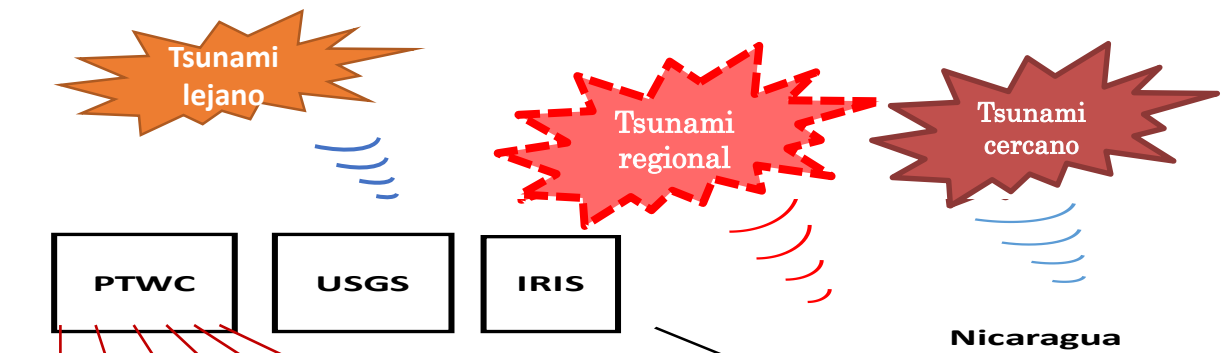 Tsunami
lejano
Tsunami
regional
Tsunami
cercano
PTWC
USGS
IRIS
Nicaragua